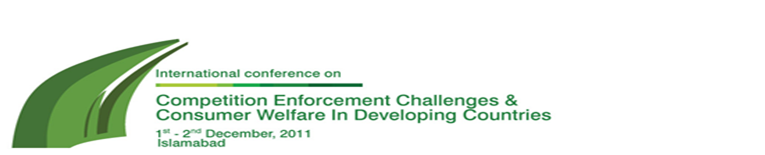 International conference on
Competition Enforcement Challenges &
Consumer Welfare In Developing Countries
1st - 2nd December, 2011
Islamabad